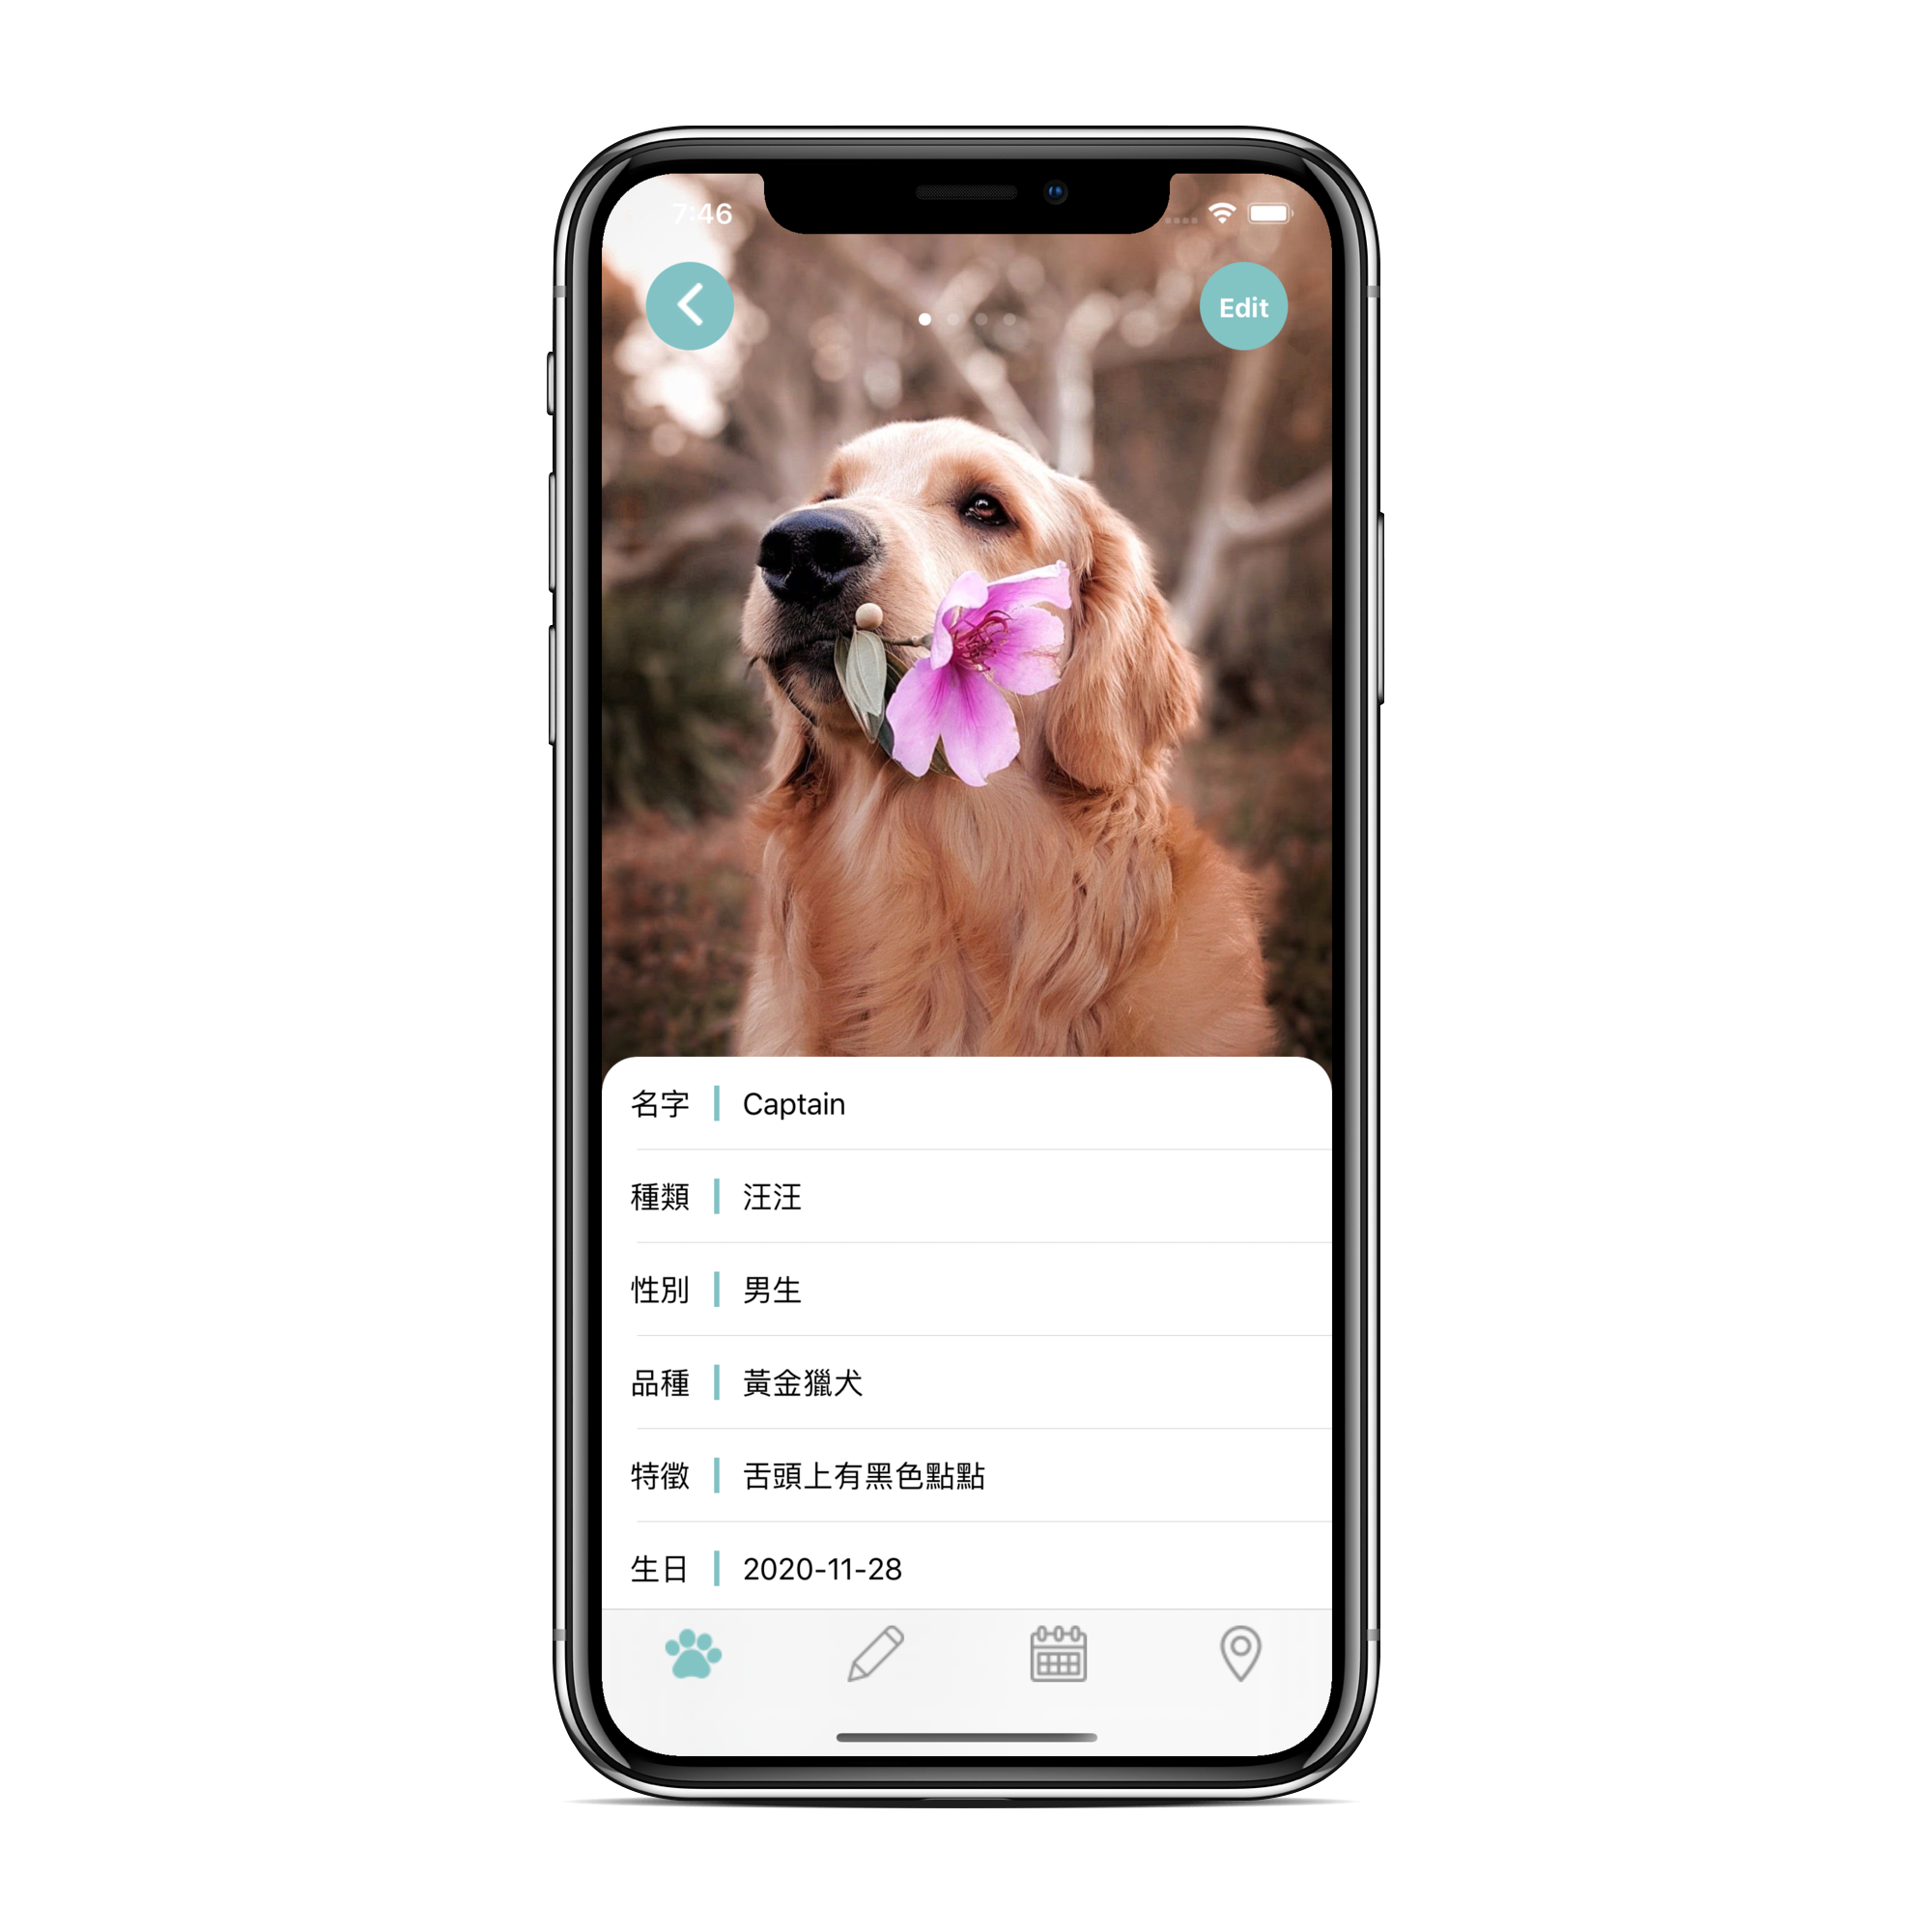 7:46
Edit
名字 Captain
種類 汪汪
性別 男生
品種 黃金獵犬
特徵 舌頭上有黑色點點
生日 2020-11-28